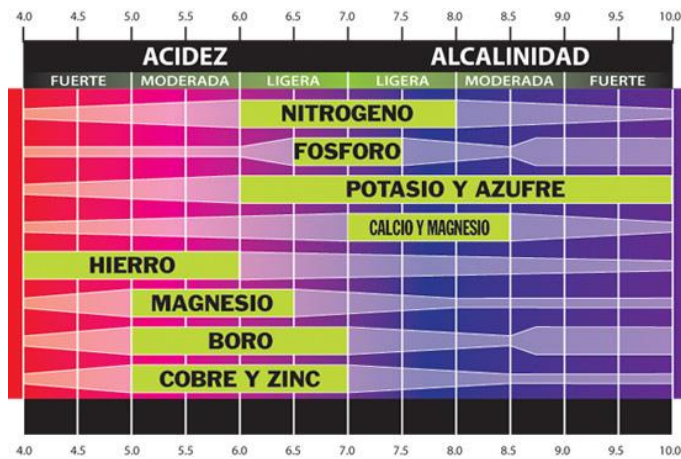 4.0 4.5 5.0 5.5 6.0 6.5 7.0 7.5 8.0 8.5 9.0 9.5 10.0
ACIDEZ ALCALINIDAD
FUERTE MODERADA LIGERA LIGERA MODERADA FUERTE
NITROGENO
FOSFORO
POTASIO Y AZUFRE
CALCIO Y MAGNESIO
HIERRO
MAGNESIO
BORO
COBRE Y ZINC
4.0 4.5 5.0 5.5 6.0 6.5 7.0 7.5 8.0 8.5 9.0 9.5 10.0